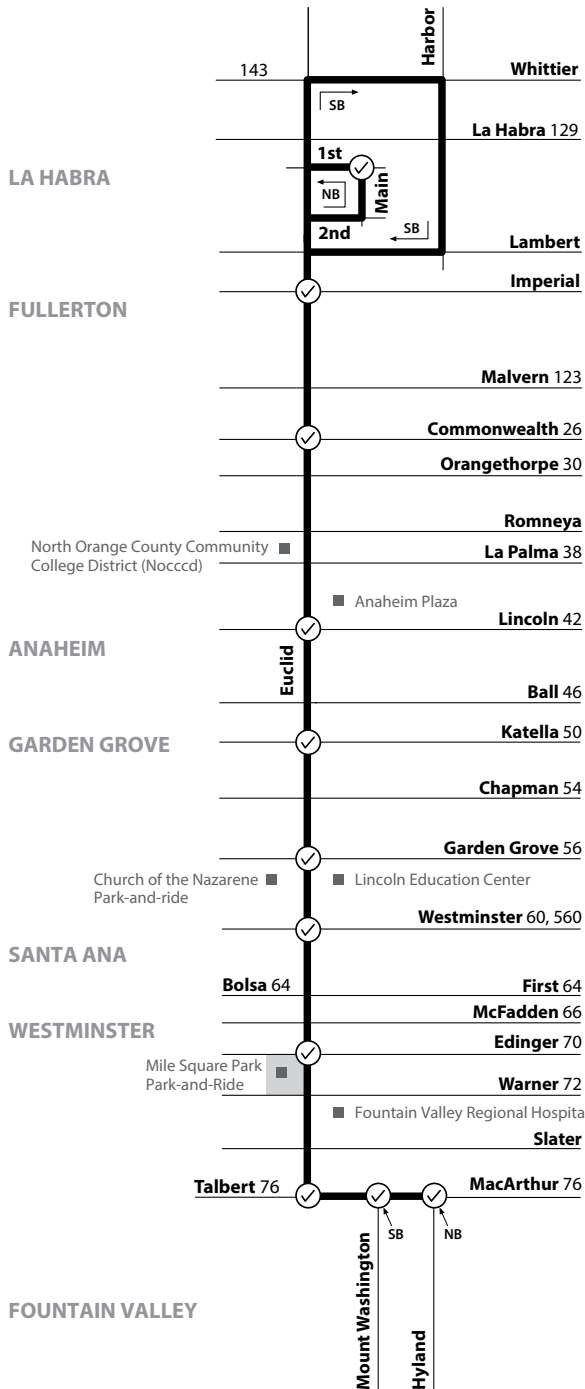 Harbor
143
Whittier
SB
La Habra 129
1st
LA HABRA
NB
Main
SB
2nd
Lambert
Imperial
FULLERTON
Malvern 123
Commonwealth 26
Orangethorpe 30
Romneya
North Orange County Community
College District (Nocccd)
La Palma 38
Anaheim Plaza
Lincoln 42
ANAHEIM
Euclid
Ball 46
Katella 50
GARDEN GROVE
Chapman 54
Garden Grove 56
Church of the Nazarene
Park-and-ride
Lincoln Education Center
Westminster 60, 560
SANTA ANA
Bolsa 64
First 64
McFadden 66
WESTMINSTER
Edinger 70
Mile Square Park
Park-and-Ride
Warner 72
Fountain Valley Regional Hospita
Slater
Talbert 76
MacArthur 76
SB
NB
Mount Washington
Hyland
FOUNTAIN VALLEY